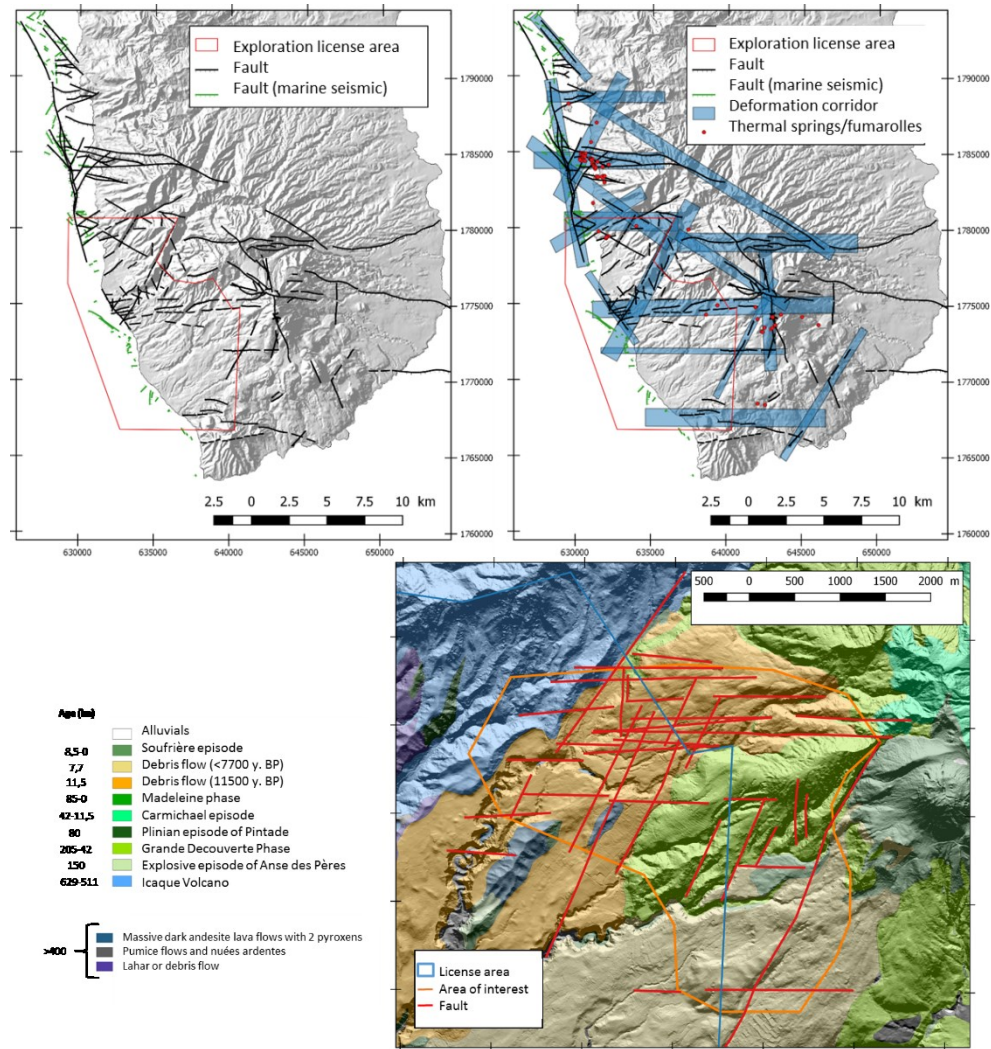 Exploration license area
Fault
Fault (marine seismic)
1790000
1785000
1780000
1775000
1770000
1765000
1760000
2.5 0 2.5 5 7.5 10 km
630000 635000 640000 645000 650000
Exploration license area
Fault
Fault (marine seismic)
Deformation corridor
Thermal springs/fumarolles
1790000
1785000
1780000
1775000
1770000
1765000
1760000
2.5 0 2.5 5 7.5 10 km
630000 635000 640000 645000 650000
500 0 500 1000 1500 2000 m
Age (ka)
Alluvials
8,5-0 Soufrière episode
7,7 Debris flow (<7700 y. BP)
11,5 Debris flow (11500 y. BP)
85-0 Madeleine phase
42-11,5 Carmichael episode
80 Plinian episode of Pintade
205-42 Grande Decouverte Phase
150 Explosive episode of Anse des Pères
629-511 Icaque Volcano
>400
Massive dark andesite lava flows with 2 pyroxens
Pumice flows and nuées ardentes
Lahar or debris flow
License area
Area of interest
Fault